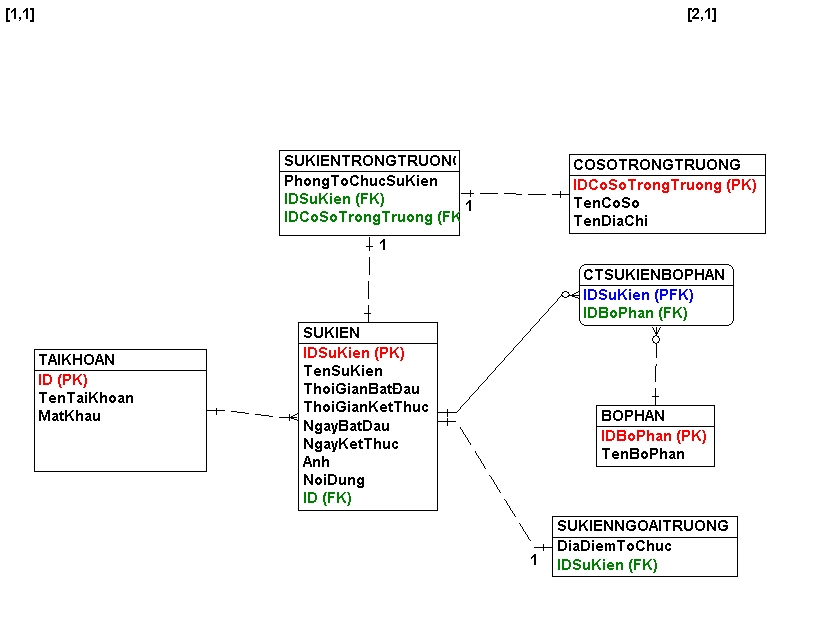 [1,1]
[2,1]
SUKIENTRONGTRUONG
PhongToChucSuKien
IDSuKien (FK)
IDCoSoTrongTruong (FK
1
1
COSOTRONGTRUONG
IDCoSoTrongTruong (PK)
TenCoSo
TenDiaChi
CTSUKIENBOPHAN
IDSuKien (PFK)
IDBoPhan (FK)
SUKIEN
IDSuKien (PK)
TenSuKien
ThoiGianBatĐau
ThoiGianKetThuc
NgayBatDau
NgayKetThuc
Anh
NoiDung
ID (FK)
TAIKHOAN
ID (PK)
TenTaiKhoan
MatKhau
BOPHAN
IDBoPhan (PK)
TenBoPhan
SUKIENNGOAITRUONG
DiaDiemToChuc
IDSuKien (FK)
1